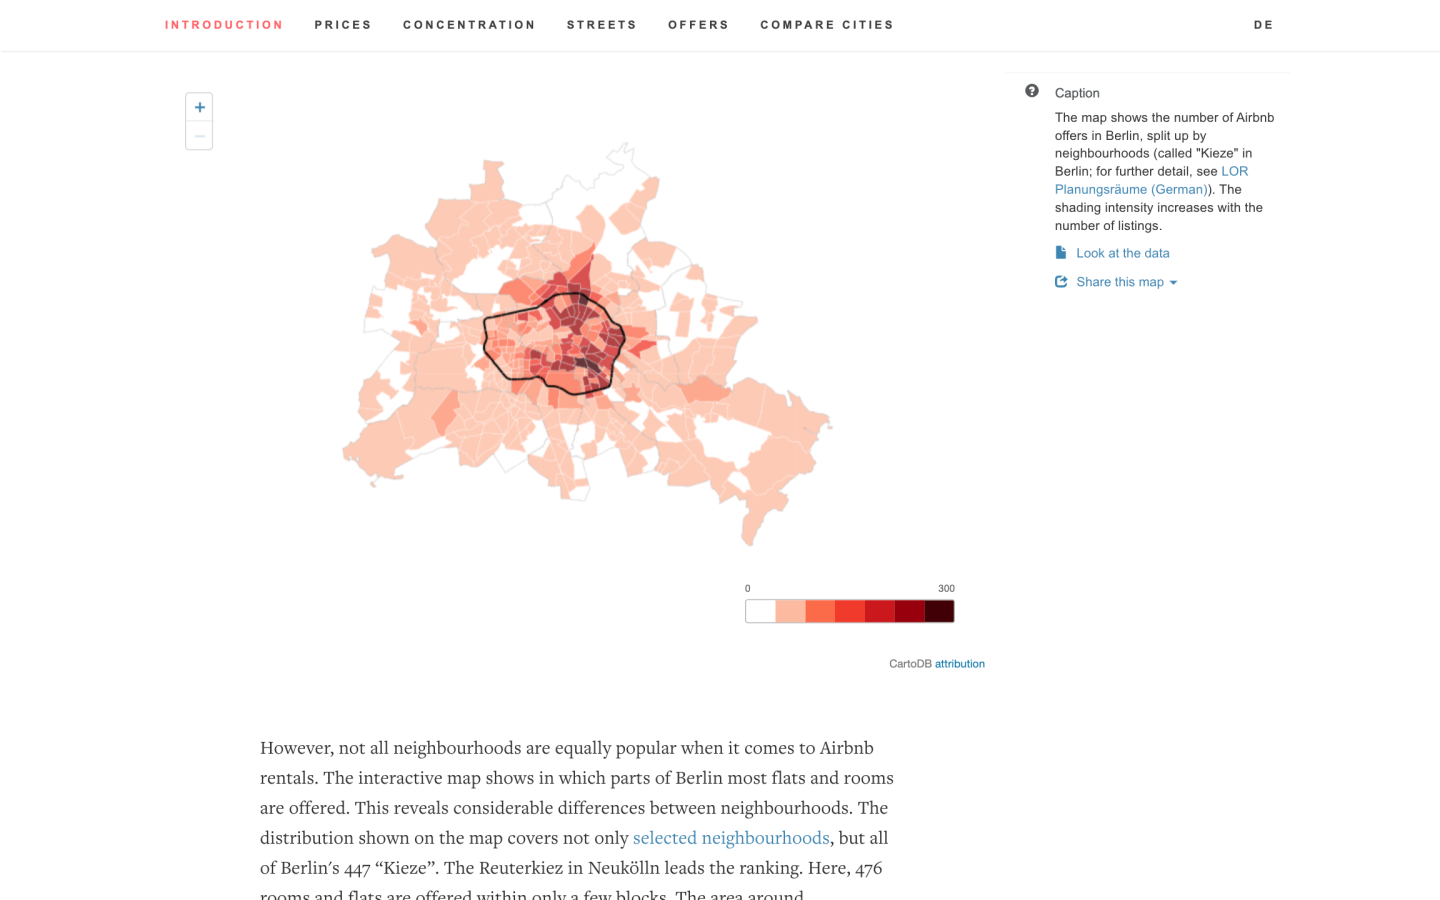 INTRODUCTION PRICES CONCENTRATION STREETS OFFERS COMPARE CITIES DE
+
−
Caption
The map shows the number of Airbnb
offers in Berlin, split up by
neighbourhoods (called "Kieze" in
Berlin; for further detail, see LOR
Planungsräume (German)). The
shading intensity increases with the
number of listings.
Look at the data
Share this map
0 300
CartoDB attribution
However, not all neighbourhoods are equally popular when it comes to Airbnb
rentals. The interactive map shows in which parts of Berlin most flats and rooms
are offered. This reveals considerable differences between neighbourhoods. The
distribution shown on the map covers not only selected neighbourhoods, but all
of Berlin's 447 “Kieze”. The Reuterkiez in Neukölln leads the ranking. Here, 476
rooms and flats are offered within only a few blocks. The area around